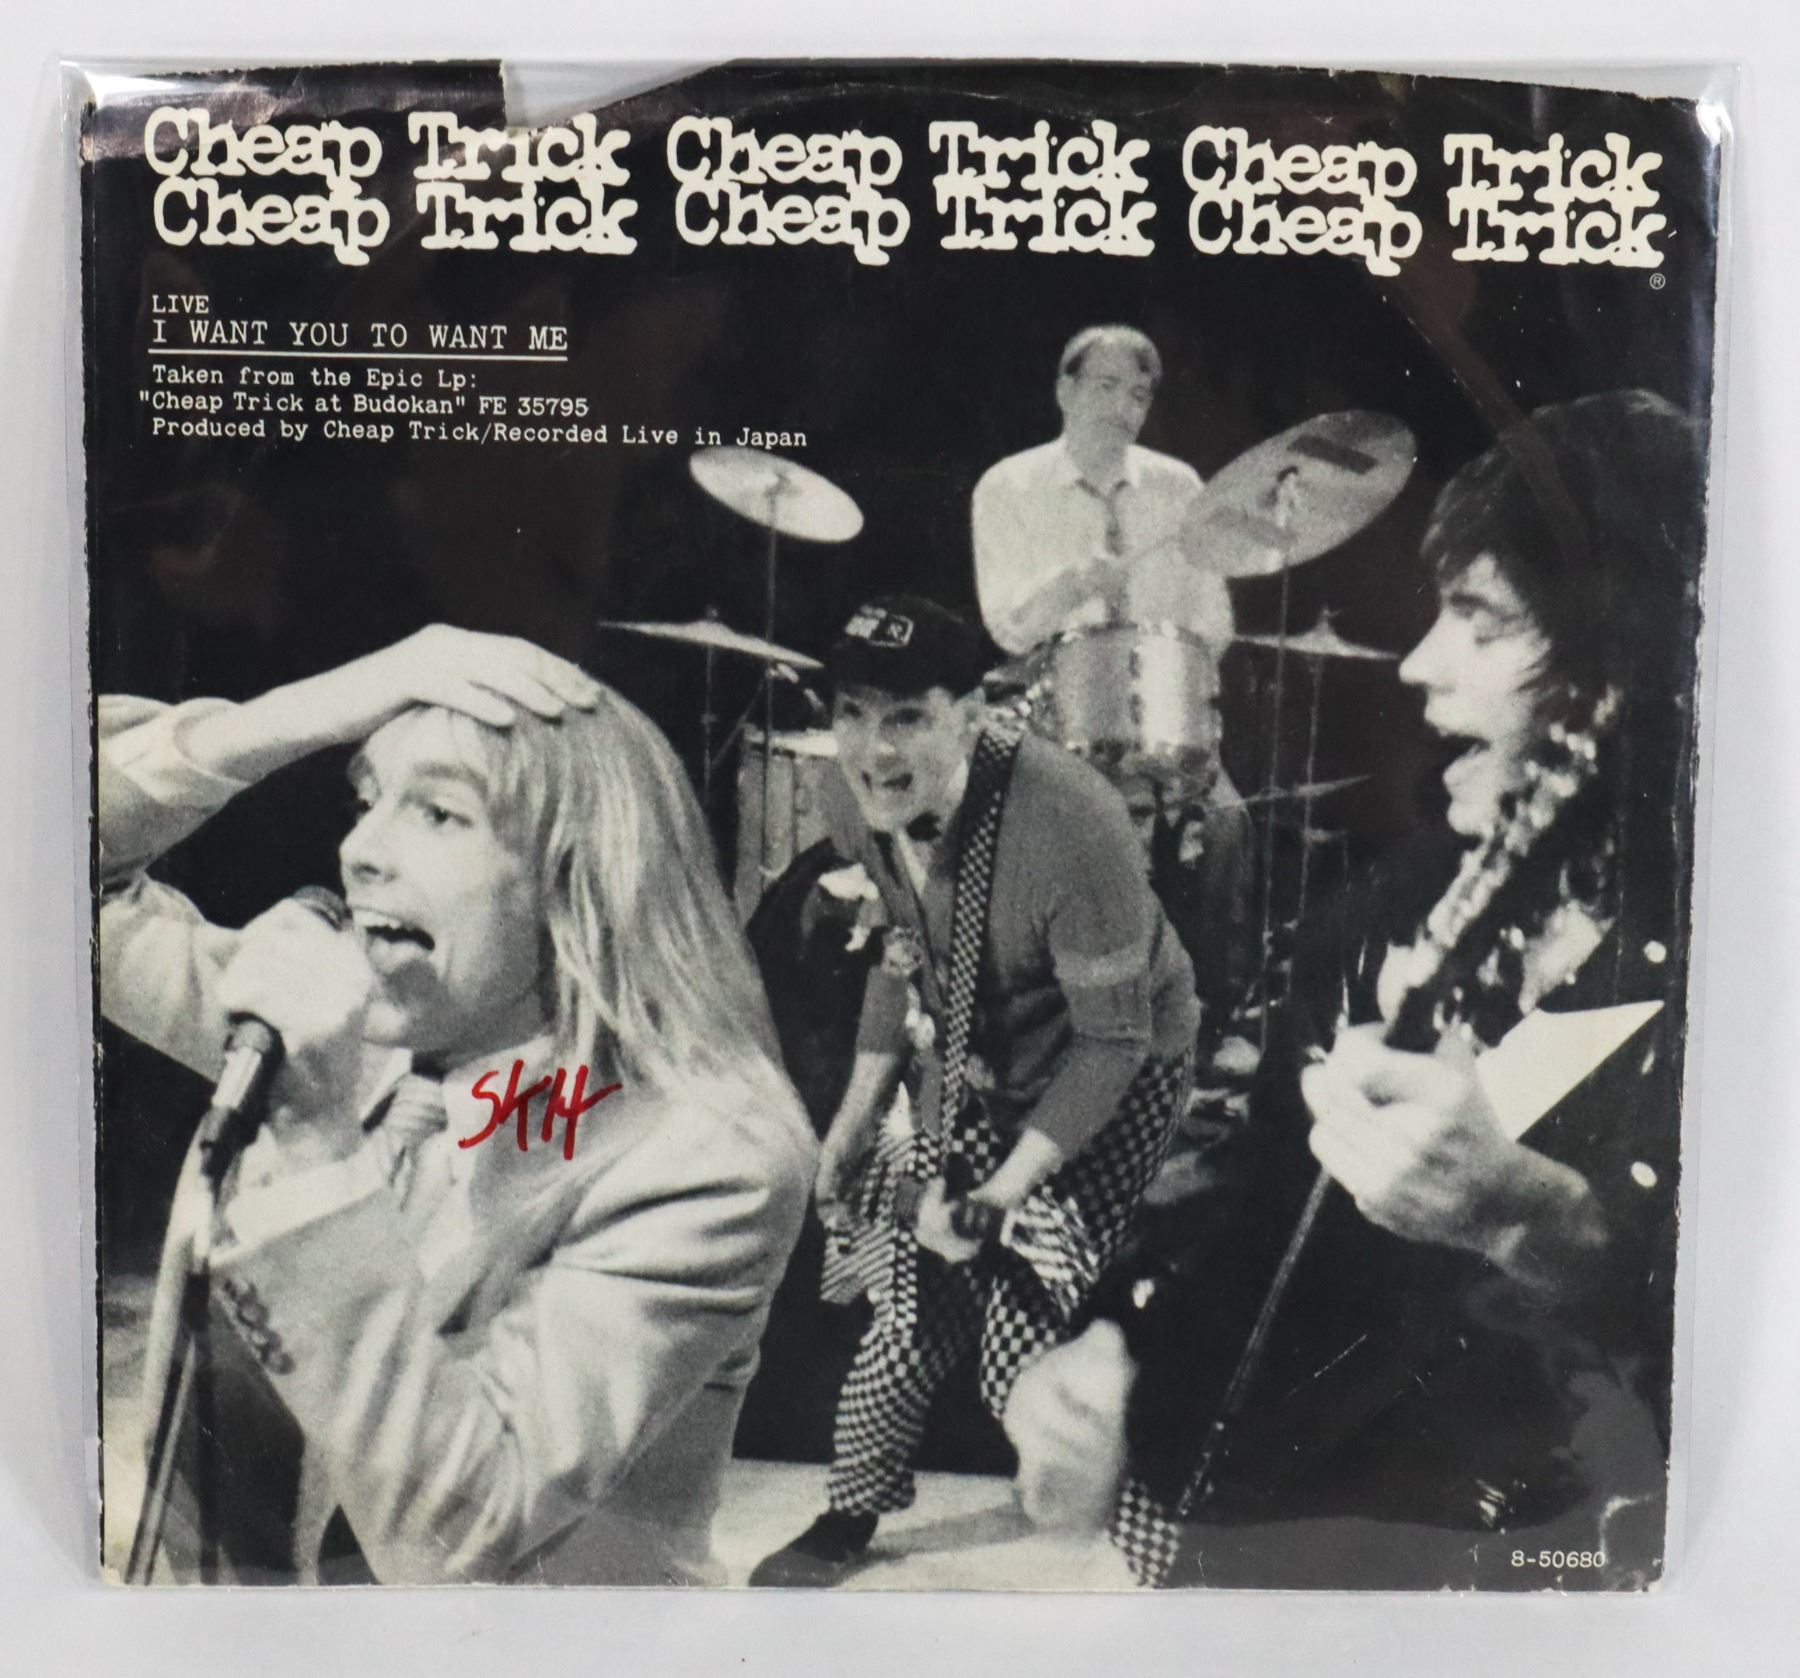 Cheap Trick Cheap Trick Cheap Trick
Cheap Trick Cheap Trick Cheap Trick
®
LIVE
I WANT YOU TO WANT ME
Taken from the Epic Lp:
"Cheap Trick at Budokan" FE 35795
Produced by Cheap Trick/Recorded Live in Japan
8-50680